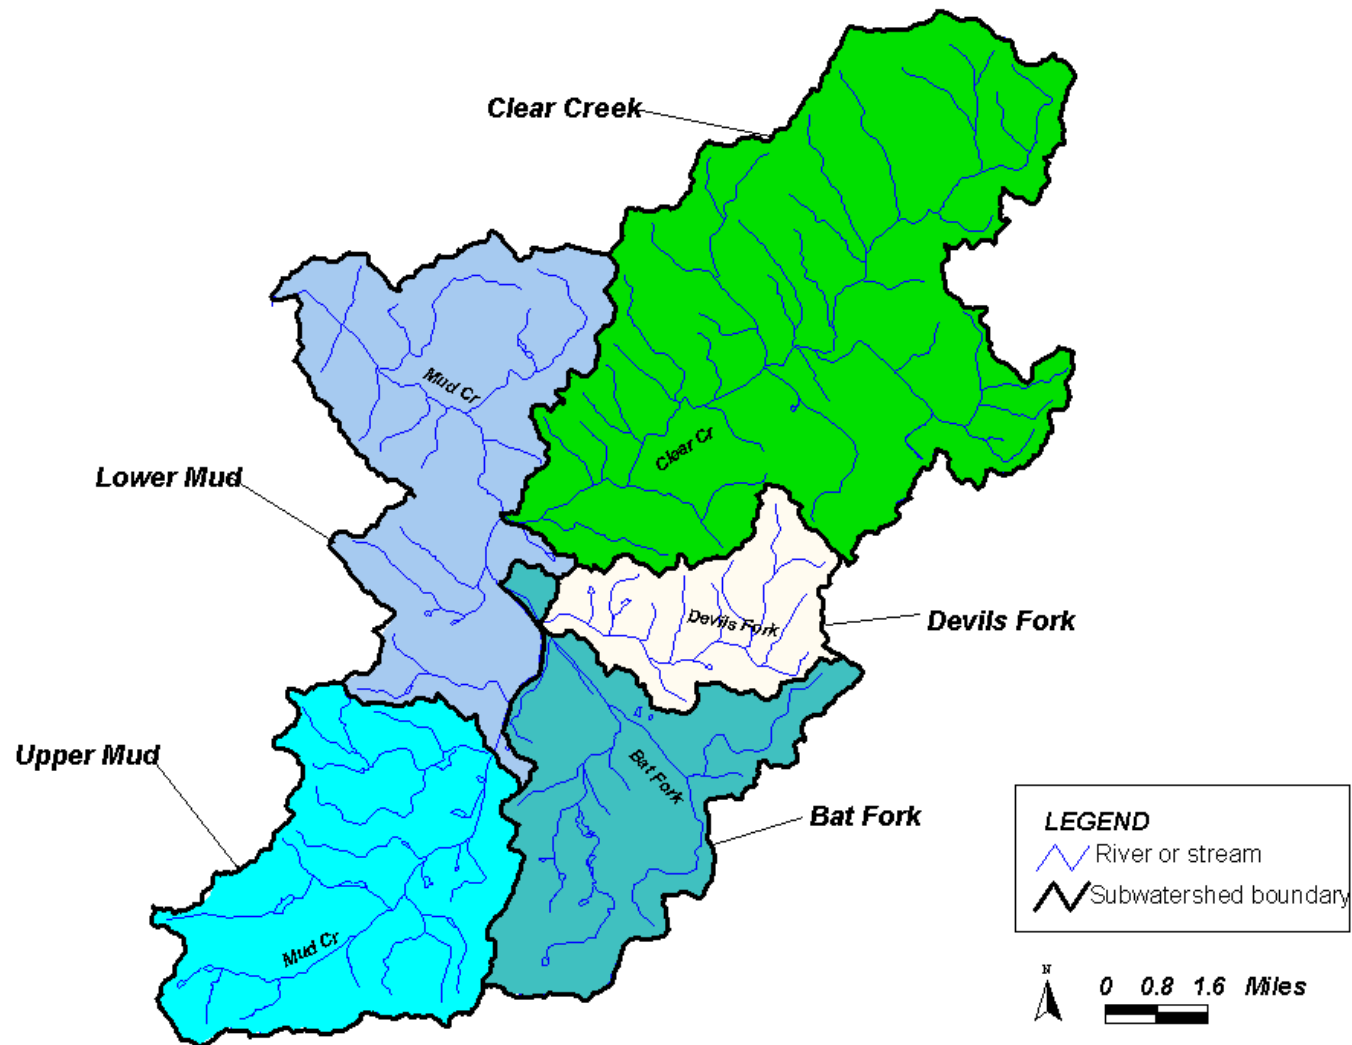 Clear Creek
Mud Cr
Clear Cr
Lower Mud
Devils Fork
Devils Fork
Upper Mud
Bat Fork
Bat Fork
Mud Cr
LEGEND
River or stream
Subwatershed boundary
N
0 0.8 1.6 Miles